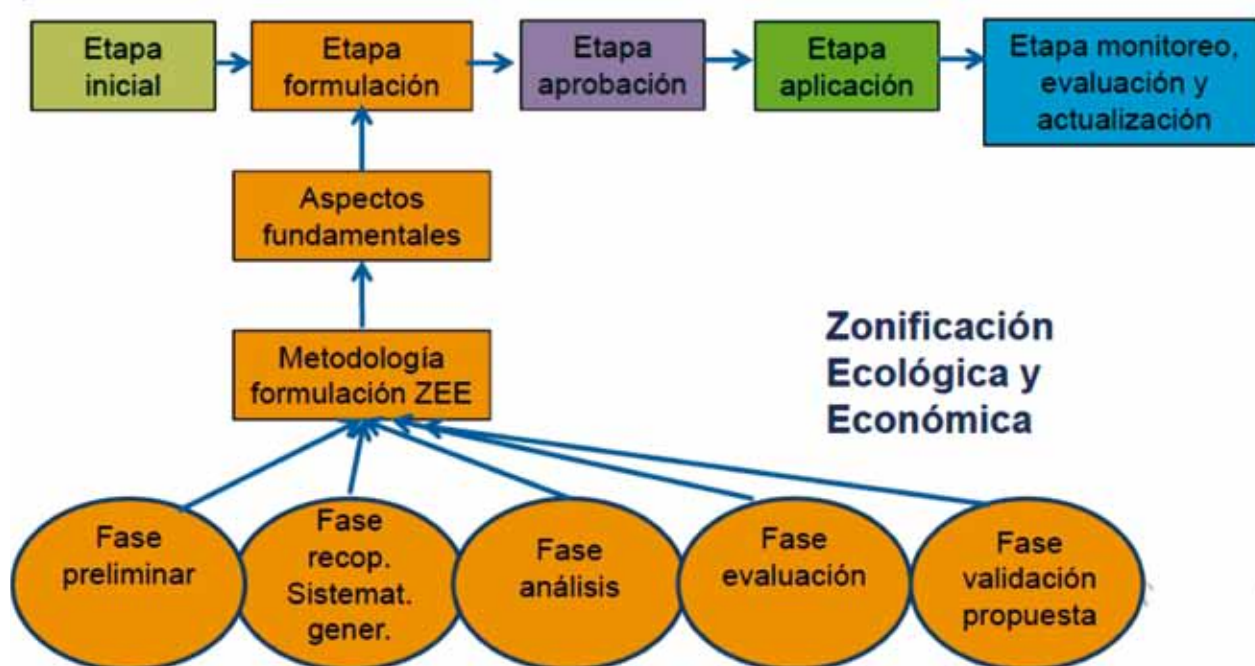 Etapa
inicial
Etapa
formulación
Etapa
aprobación
Etapa
aplicación
Etapa monitoreo,
evaluación y
actualización
Aspectos
fundamentales
Metodología
formulación ZEE
Zonificación
Ecológica y
Económica
Fase
preliminar
Fase
recop.
Sistemat.
gener.
Fase
análisis
Fase
evaluación
Fase
validación
propuesta